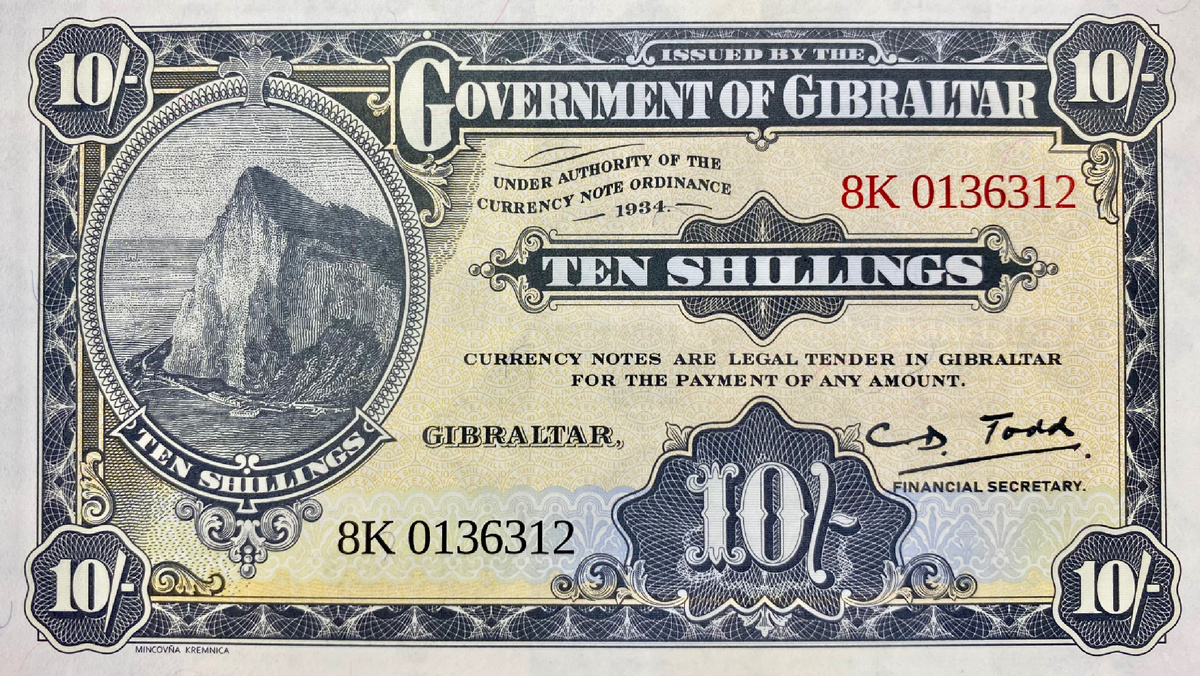 10/-
ISSUED BY THE
10/-
GOVERNMENT OF GIBRALTAR
UNDER AUTHORITY OF THE
CURRENCY NOTE ORDINANCE
1934.
8K 0136312
TEN SHILLINGS
CURRENCY NOTES ARE LEGAL TENDER IN GIBRALTAR
FOR THE PAYMENT OF ANY AMOUNT.
GIBRALTAR,
C. D. Todd.
FINANCIAL SECRETARY.
TEN SHILLINGS
8K 0136312
10/-
10/-
10/-
MINCOVŇA KREMNICA